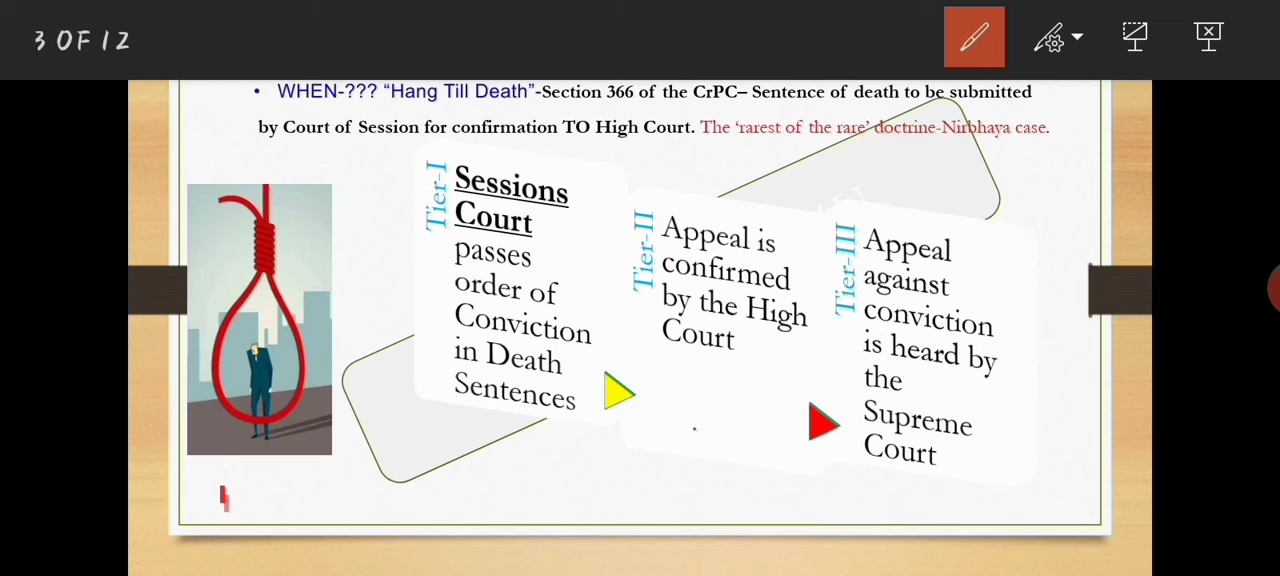 3 OF 12
• WHEN-??? “Hang Till Death”-Section 366 of the CrPC– Sentence of death to be submitted
by Court of Session for confirmation TO High Court. The ‘rarest of the rare’ doctrine-Nirbhaya case.
Tier-I
Sessions
Court
passes
order of
Conviction
in Death
Sentences
Tier-II
Appeal is
confirmed
by the High
Court
Tier-III
Appeal
against
conviction
is heard by
the
Supreme
Court